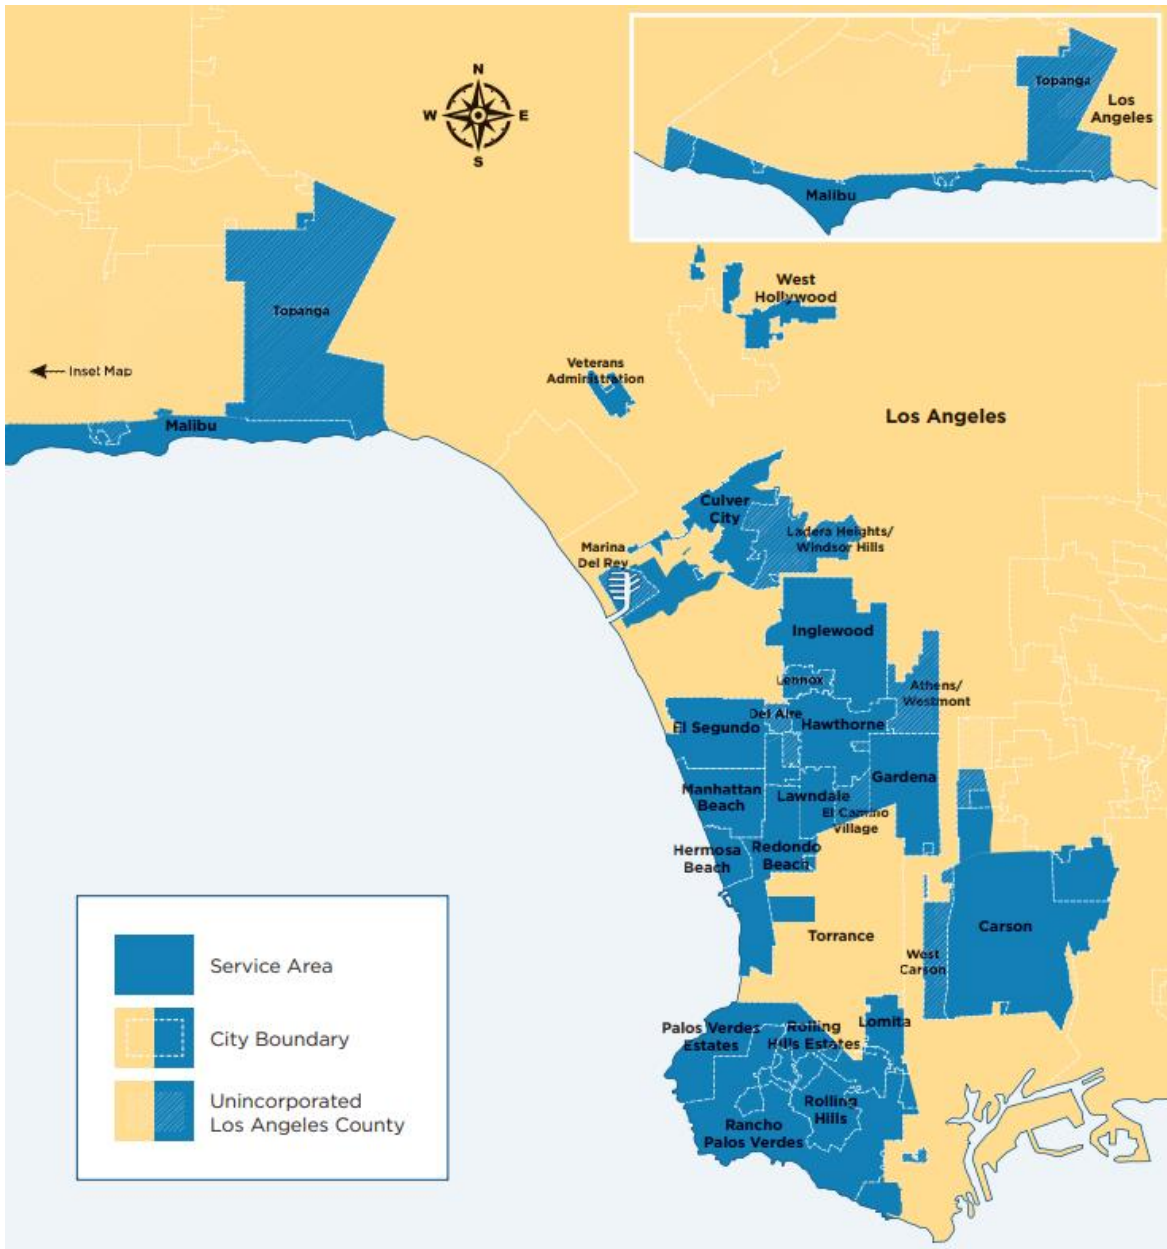 N
W
E
S
Topanga
Los
Angeles
Malibu
West
Hollywood
Topanga
Inset Map
Veterans
Administration
Malibu
Los Angeles
Culver
City
Ladera Heights/
Windsor Hills
Marina
Del Rey
Inglewood
Lennox
Athens/
Westmont
Del Aire
El Segundo
Hawthorne
Gardena
Manhattan
Beach
Lawndale
El Camino
Village
Hermosa
Beach
Redondo
Beach
Torrance
Carson
West
Carson
Palos Verdes
Estates
Rolling
Hills Estates
Lomita
Rolling
Hills
Rancho
Palos Verdes
Service Area
City Boundary
Unincorporated
Los Angeles County